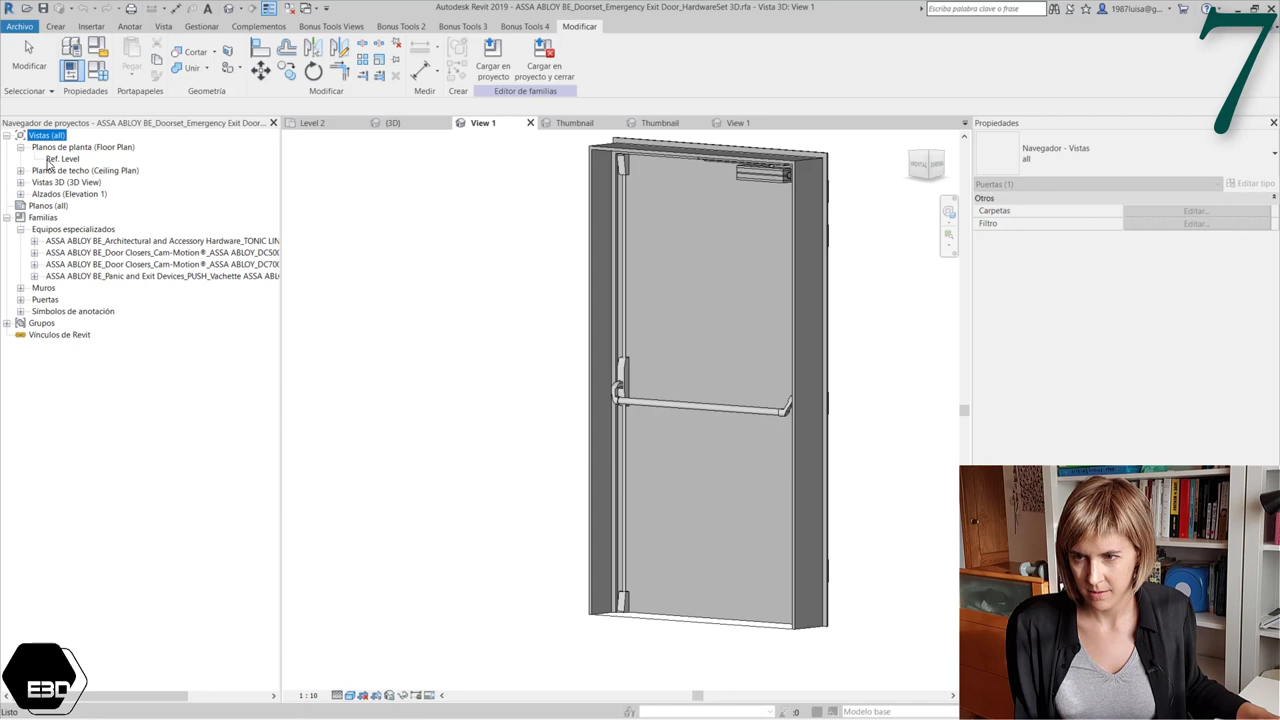 Autodesk Revit 2019 - ASSA ABLOY BE_Doorset_Emergency Exit Door_HardwareSet 3D.rfa - Vista 3D: View 1
Escriba palabra clave o frase
1987luisa@g...
7
Archivo Crear Insertar Anotar Vista Gestionar Complementos Bonus Tools Views Bonus Tools 2 Bonus Tools 3 Bonus Tools 4 Modificar
Modificar
Pegar
Cortar
Unir
Cargar en proyecto
Cargar en proyecto y cerrar
Seleccionar Propiedades Portapapeles Geometría Modificar Medir Crear Editor de familias
Navegador de proyectos - ASSA ABLOY BE_Doorset_Emergency Exit Door...
Level 2 {3D} View 1 Thumbnail Thumbnail View 1
Propiedades
Vistas (all)
Planos de planta (Floor Plan)
Ref. Level
Planos de techo (Ceiling Plan)
Vistas 3D (3D View)
Alzados (Elevation 1)
Planos (all)
Familias
Equipos especializados
ASSA ABLOY BE_Architectural and Accessory Hardware_TONIC LIN
ASSA ABLOY BE_Door Closers_Cam-Motion®_ASSA ABLOY_DC500
ASSA ABLOY BE_Door Closers_Cam-Motion®_ASSA ABLOY_DC700
ASSA ABLOY BE_Panic and Exit Devices_PUSH_Vachette ASSA ABL
Muros
Puertas
Símbolos de anotación
Grupos
Vínculos de Revit
Navegador - Vistas
all
Puertas (1)
Editar tipo
Otros
Carpetas Editar...
Filtro Editar...
1 : 10
Listo
:0
Modelo base
E3D